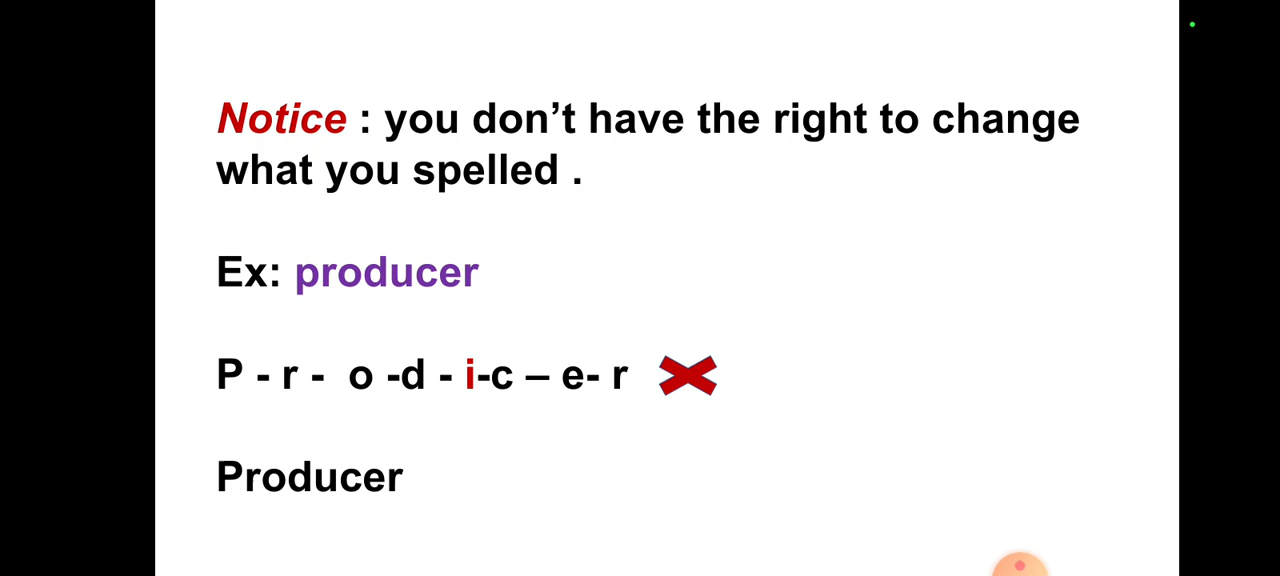 Notice : you don’t have the right to change
what you spelled .
Ex: producer
P - r -  o -d - i-c – e- r
Producer